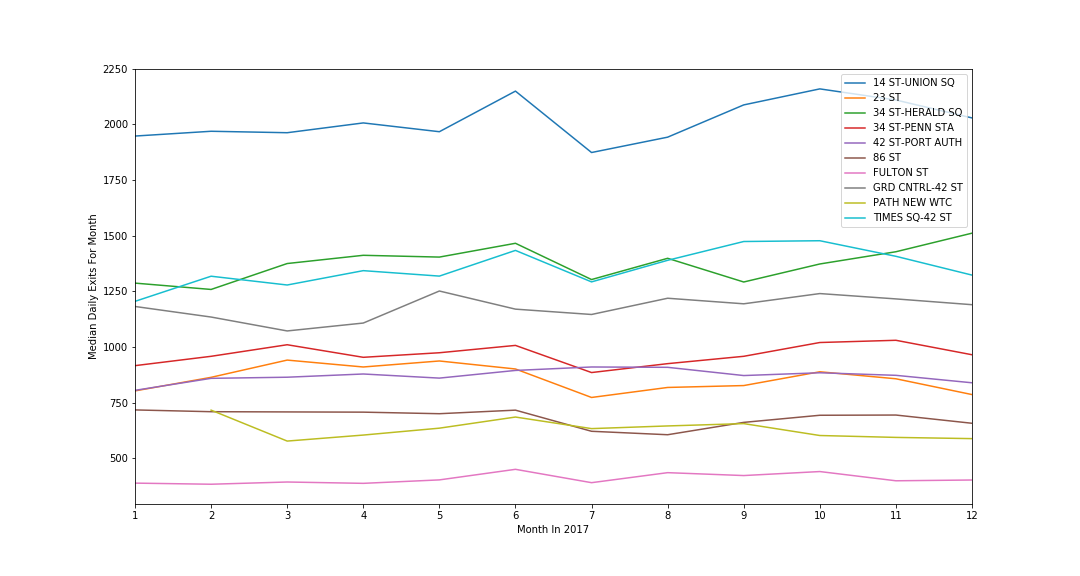 2250
2000
1750
1500
1250
1000
750
500
Median Daily Exits For Month
1 2 3 4 5 6 7 8 9 10 11 12
Month In 2017
14 ST-UNION SQ
23 ST
34 ST-HERALD SQ
34 ST-PENN STA
42 ST-PORT AUTH
86 ST
FULTON ST
GRD CNTRL-42 ST
PATH NEW WTC
TIMES SQ-42 ST